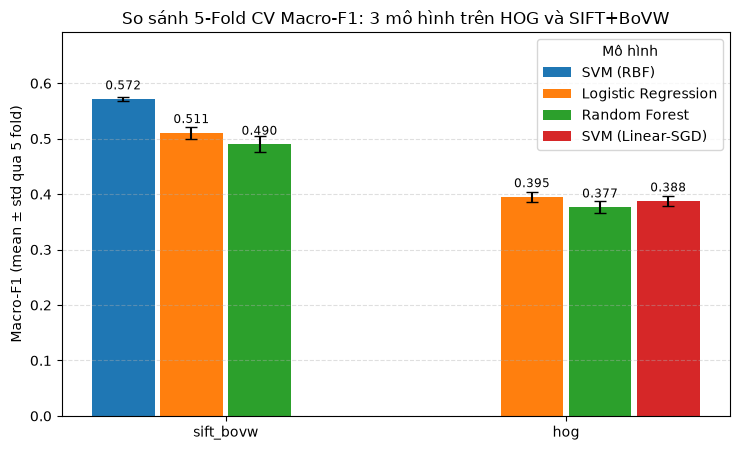 So sánh 5-Fold CV Macro-F1: 3 mô hình trên HOG và SIFT+BoVW
Macro-F1 (mean ± std qua 5 fold)
0.6
0.5
0.4
0.3
0.2
0.1
0.0
0.572
0.511
0.490
0.395
0.377
0.388
Mô hình
SVM (RBF)
Logistic Regression
Random Forest
SVM (Linear-SGD)
sift_bovw
hog